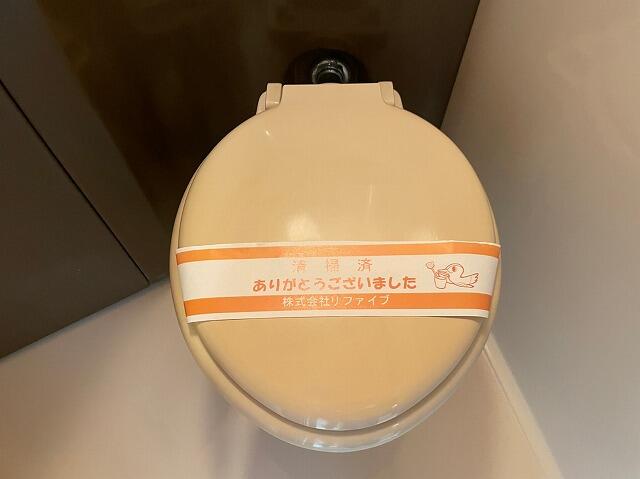 清掃済
ありがとうございました
株式会社リファイブ